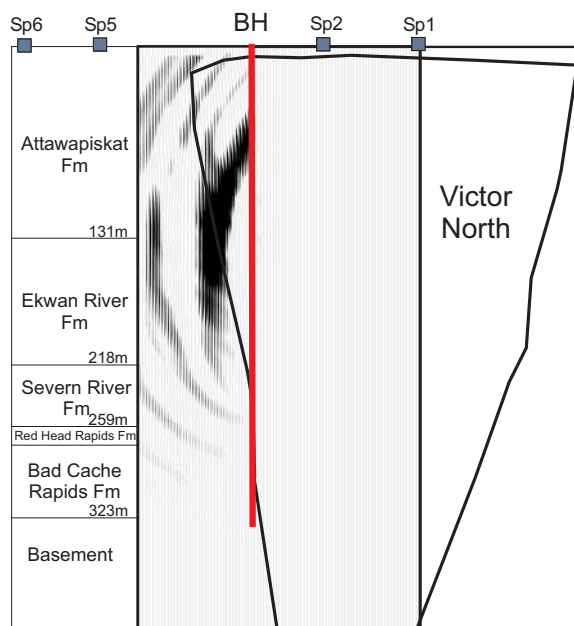 Sp6 Sp5 BH Sp2 Sp1
Attawapiskat
Fm
131m
Victor
North
Ekwan River
Fm
218m
Severn River
Fm
259m
Red Head Rapids Fm
Bad Cache
Rapids Fm
323m
Basement